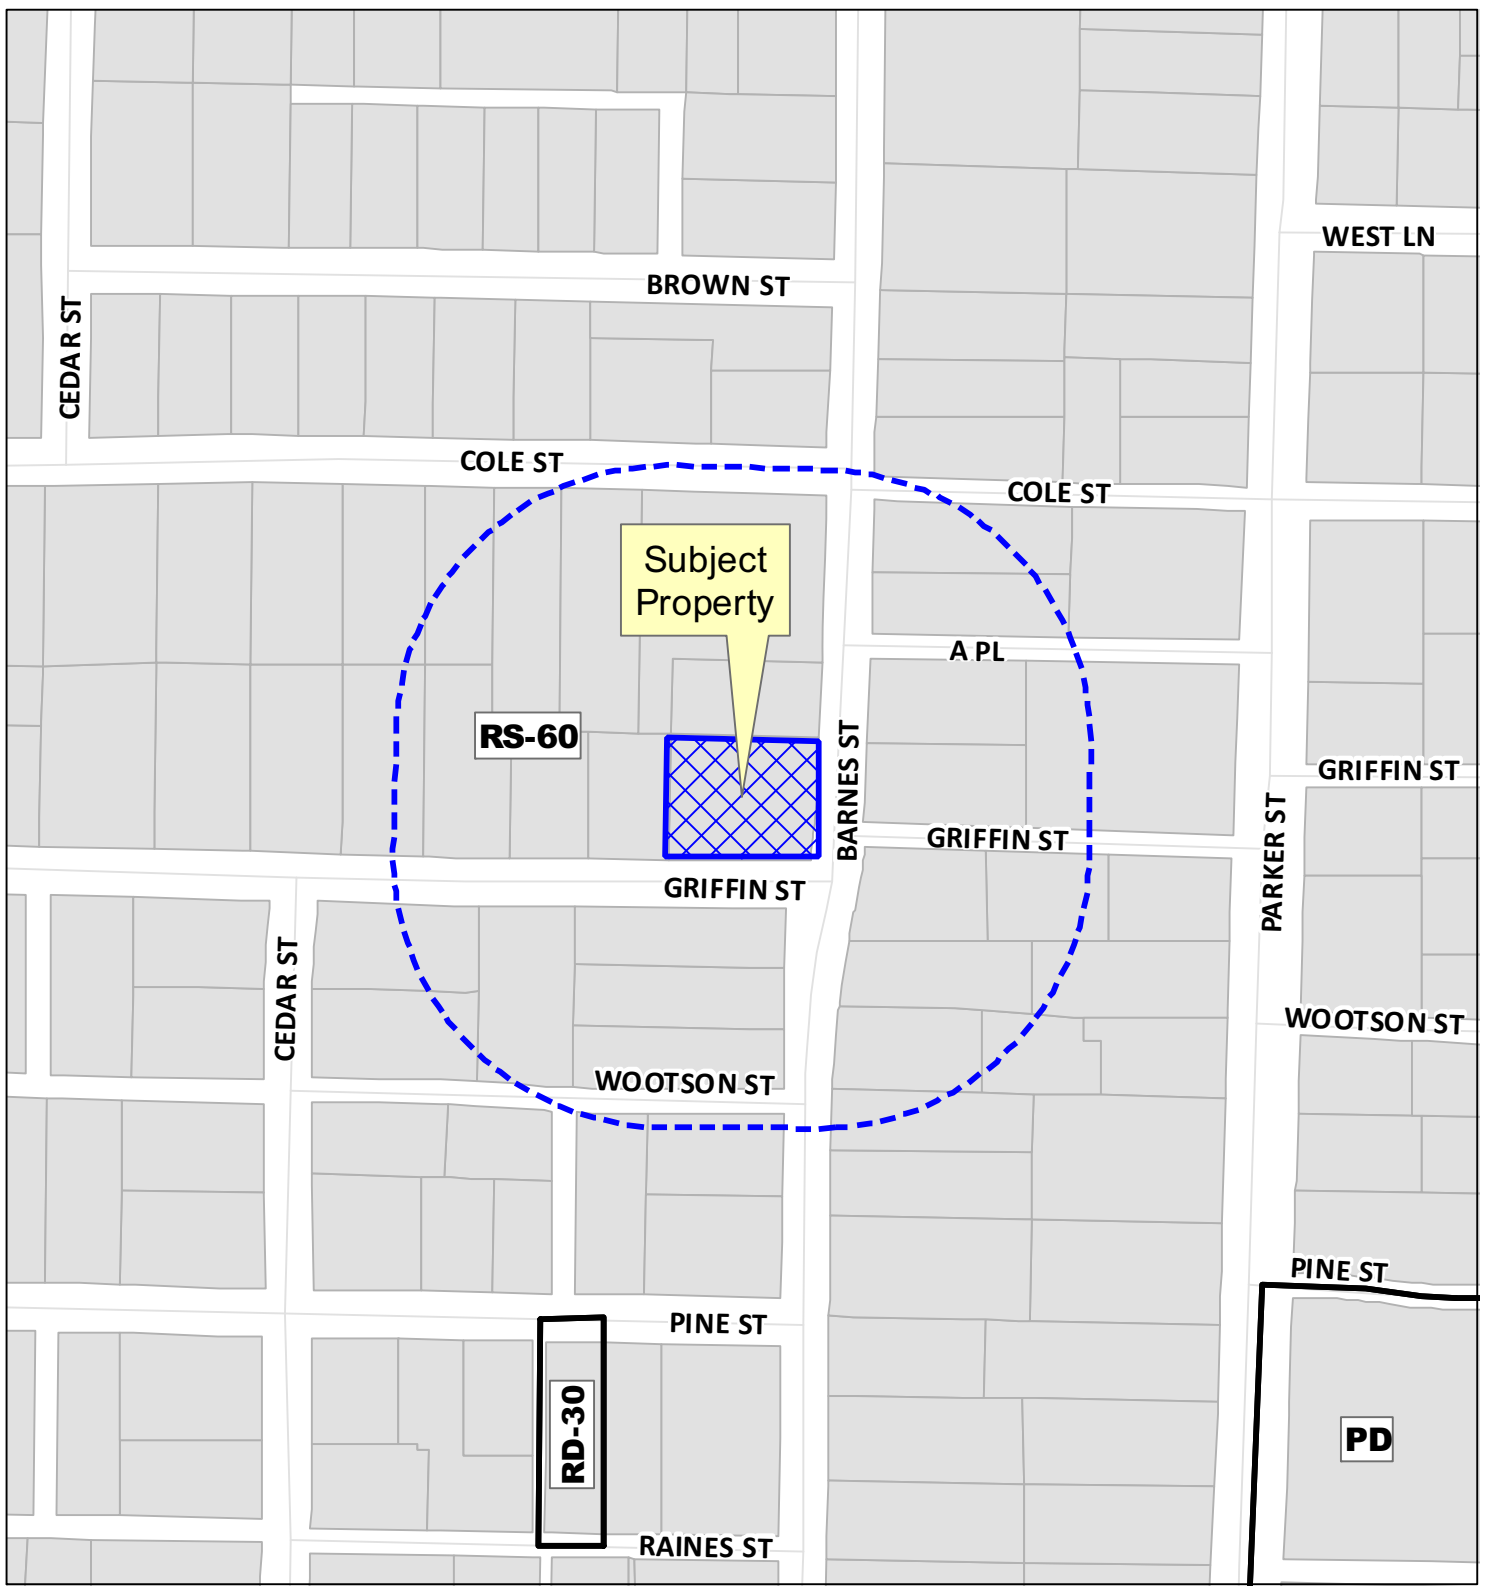 WEST LN
BROWN ST
CEDAR ST
COLE ST
COLE ST
Subject
Property
A PL
RS-60
BARNES ST
GRIFFIN ST
GRIFFIN ST
PARKER ST
GRIFFIN ST
CEDAR ST
WOOTSON ST
WOOTSON ST
PINE ST
PINE ST
RD-30
PD
RAINES ST